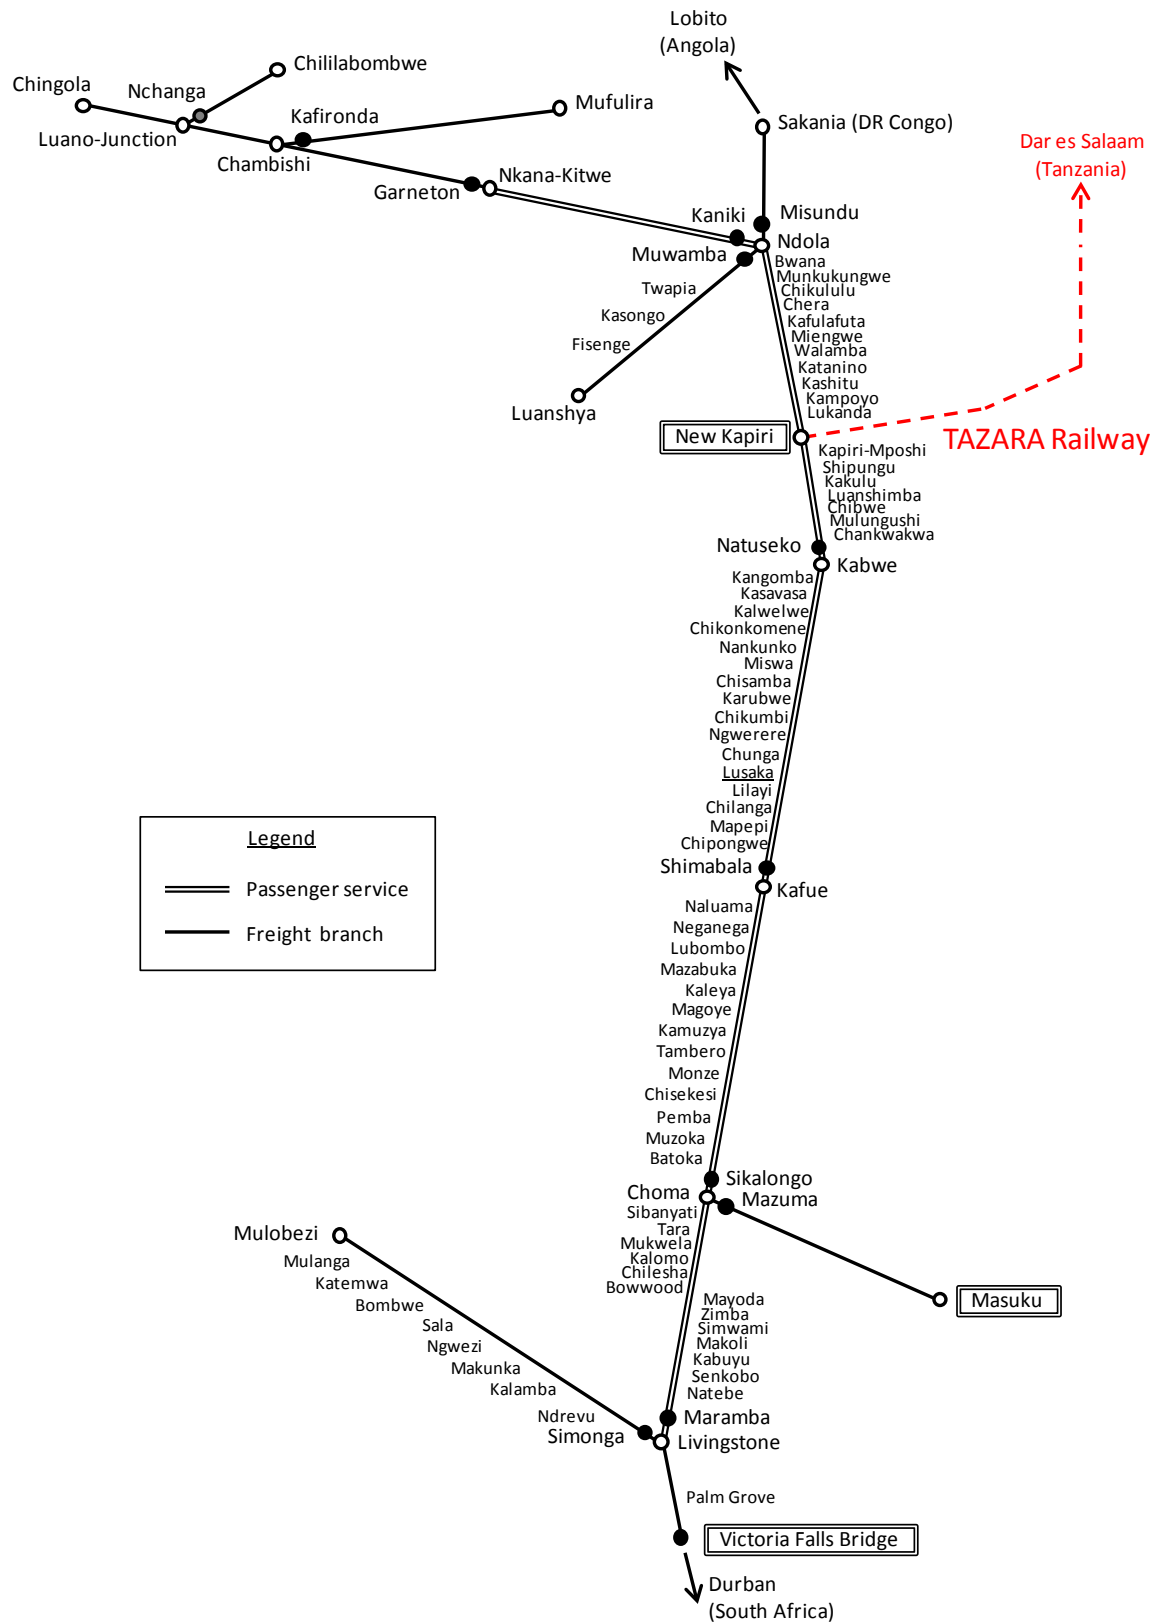 Lobito
(Angola)
Chililabombwe
Chingola
Nchanga
Mufulira
Kafironda
Luano-Junction
Sakania (DR Congo)
Chambishi
Dar es Salaam
(Tanzania)
Nkana-Kitwe
Garneton
Kaniki
Misundu
Ndola
Muwamba
Bwana
Munkukungwe
Twapia
Chikululu
Chera
Kasongo
Kafulafuta
Miengwe
Fisenge
Walamba
Katanino
Kashitu
Kampoyo
Luanshya
Lukanda
New Kapiri
TAZARA Railway
Kapiri-Mposhi
Shipungu
Kakulu
Luanshimba
Chibwe
Mulungushi
Chankwakwa
Natuseko
Kabwe
Kangomba
Kasavasa
Kalwelwe
Chikonkomene
Nankunko
Miswa
Chisamba
Karubwe
Chikumbi
Ngwerere
Chunga
Lusaka
Lilayi
Chilanga
Mapepi
Chipongwe
Legend
Passenger service
Freight branch
Shimabala
Kafue
Naluama
Neganega
Lubombo
Mazabuka
Kaleya
Magoye
Kamuzya
Tambero
Monze
Chisekesi
Pemba
Muzoka
Batoka
Sikalongo
Choma
Mazuma
Sibanyati
Tara
Mukwela
Kalomo
Chilesha
Bowwood
Mulobezi
Mulanga
Katemwa
Bombwe
Sala
Ngwezi
Makunka
Kalamba
Ndrevu
Simonga
Masuku
Mayoda
Zimba
Simwami
Makoli
Kabuyu
Senkobo
Natebe
Maramba
Livingstone
Palm Grove
Victoria Falls Bridge
Durban
(South Africa)